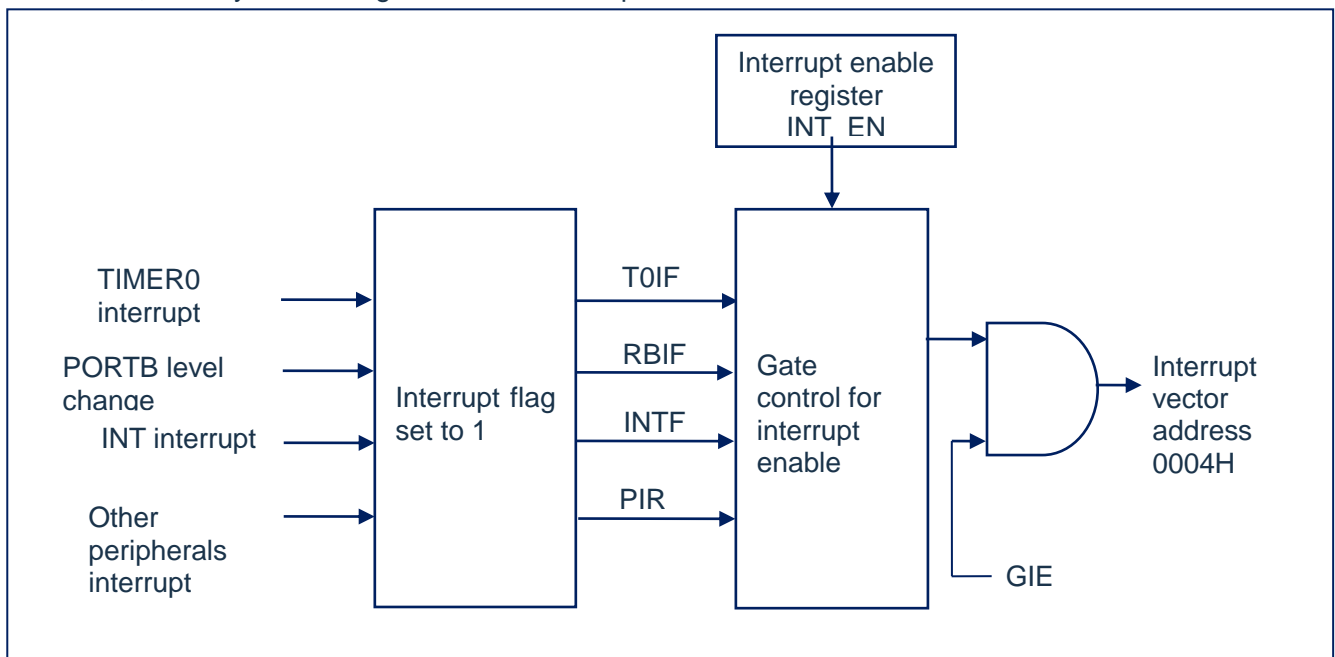 Interrupt enable
register
INT_EN
TIMER0
interrupt
PORTB level
change
INT interrupt
Other
peripherals
interrupt
Interrupt flag
set to 1
T0IF
RBIF
INTF
PIR
Gate
control for
interrupt
enable
GIE
Interrupt
vector
address
0004H